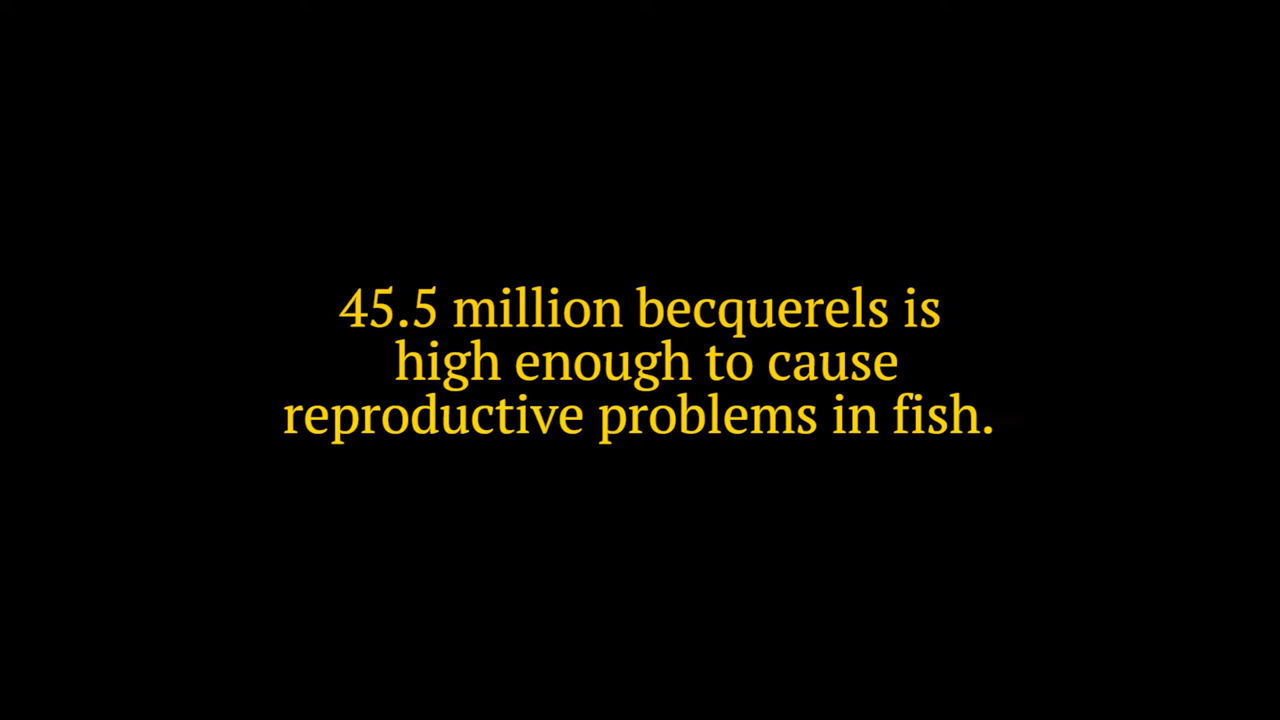 45.5 million becquerels is
high enough to cause
reproductive problems in fish.